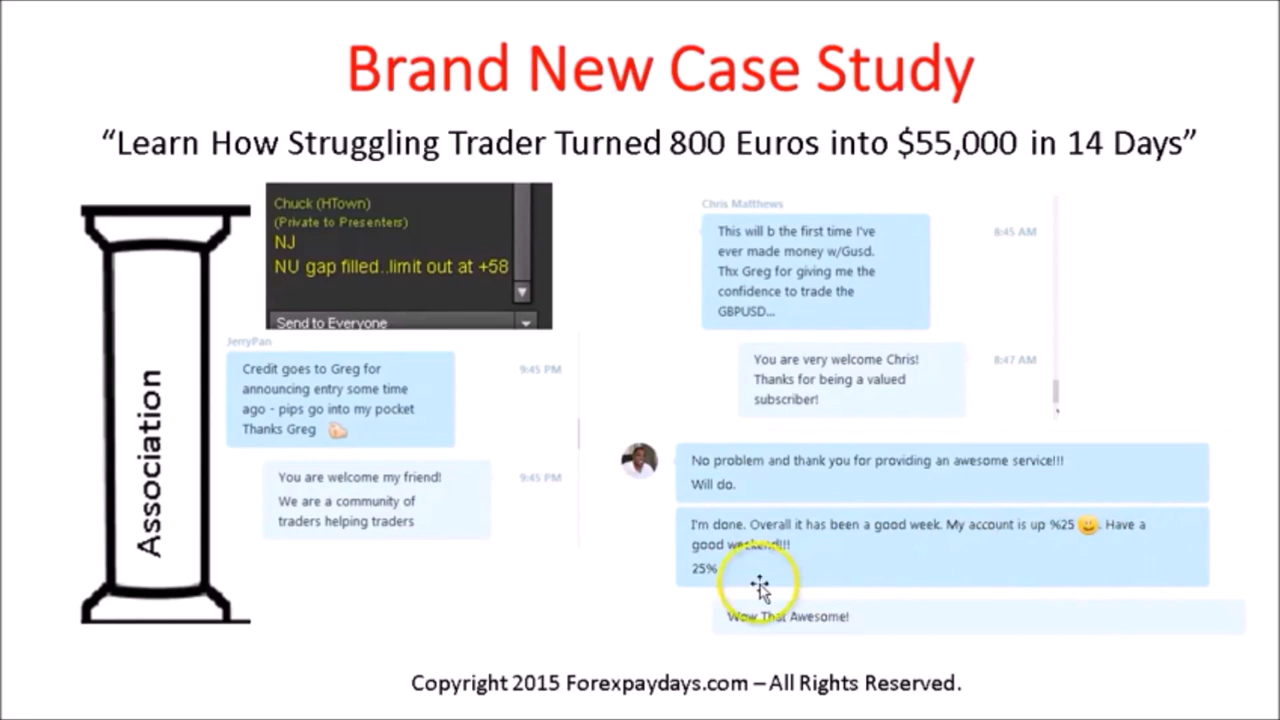 Brand New Case Study
“Learn How Struggling Trader Turned 800 Euros into $55,000 in 14 Days”
Association
Chuck (HTown)
(Private to Presenters)
NJ
NU gap filled..limit out at +58
Send to Everyone
JerryPan
Credit goes to Greg for
announcing entry some time
ago - pips go into my pocket
Thanks Greg
9:45 PM
You are welcome my friend!
We are a community of
traders helping traders
9:45 PM
Chris Matthews
This will b the first time I've
ever made money w/Gusd.
Thx Greg for giving me the
confidence to trade the
GBPUSD...
8:45 AM
You are very welcome Chris!
Thanks for being a valued
subscriber!
8:47 AM
No problem and thank you for providing an awesome service!!!
Will do.
I'm done. Overall it has been a good week. My account is up %25 . Have a
good weekend!!!
25%
Wow That Awesome!
Copyright 2015 Forexpaydays.com – All Rights Reserved.